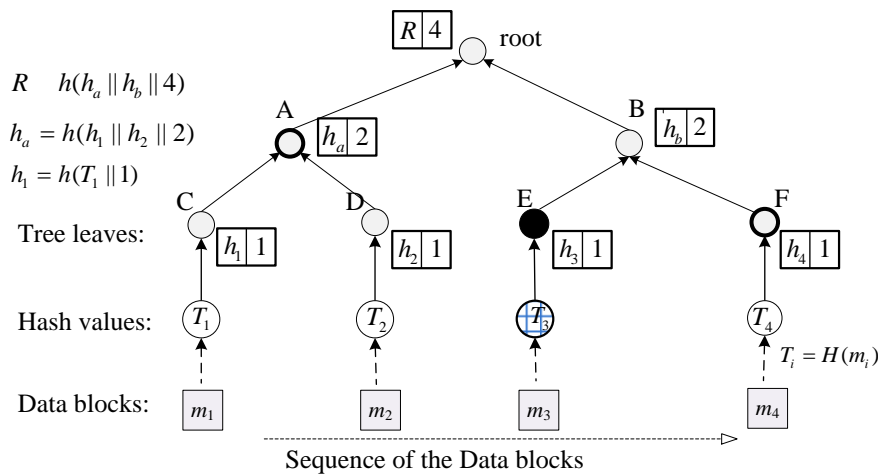 R 4 root
R h(h_a || h_b || 4)
A
B
h_a = h(h_1 || h_2 || 2)
h_a 2
h_b 2
h_1 = h(T_1 || 1)
C
D
E
F
Tree leaves:
h_1 1
h_2 1
h_3 1
h_4 1
Hash values:
T_1
T_2
T_3
T_4
T_i = H(m_i)
Data blocks:
m_1
m_2
m_3
m_4
Sequence of the Data blocks